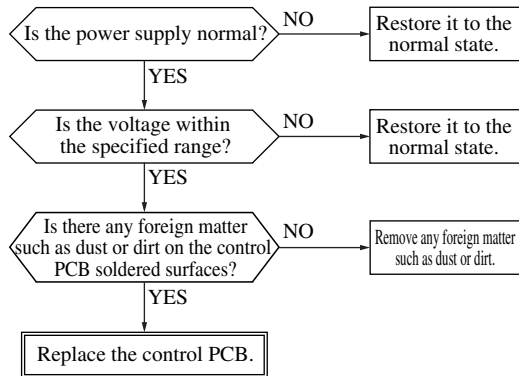 Is the power supply normal?
NO
Restore it to the
normal state.
YES
Is the voltage within
the specified range?
NO
Restore it to the
normal state.
YES
Is there any foreign matter
such as dust or dirt on the control
PCB soldered surfaces?
NO
Remove any foreign matter
such as dust or dirt.
YES
Replace the control PCB.